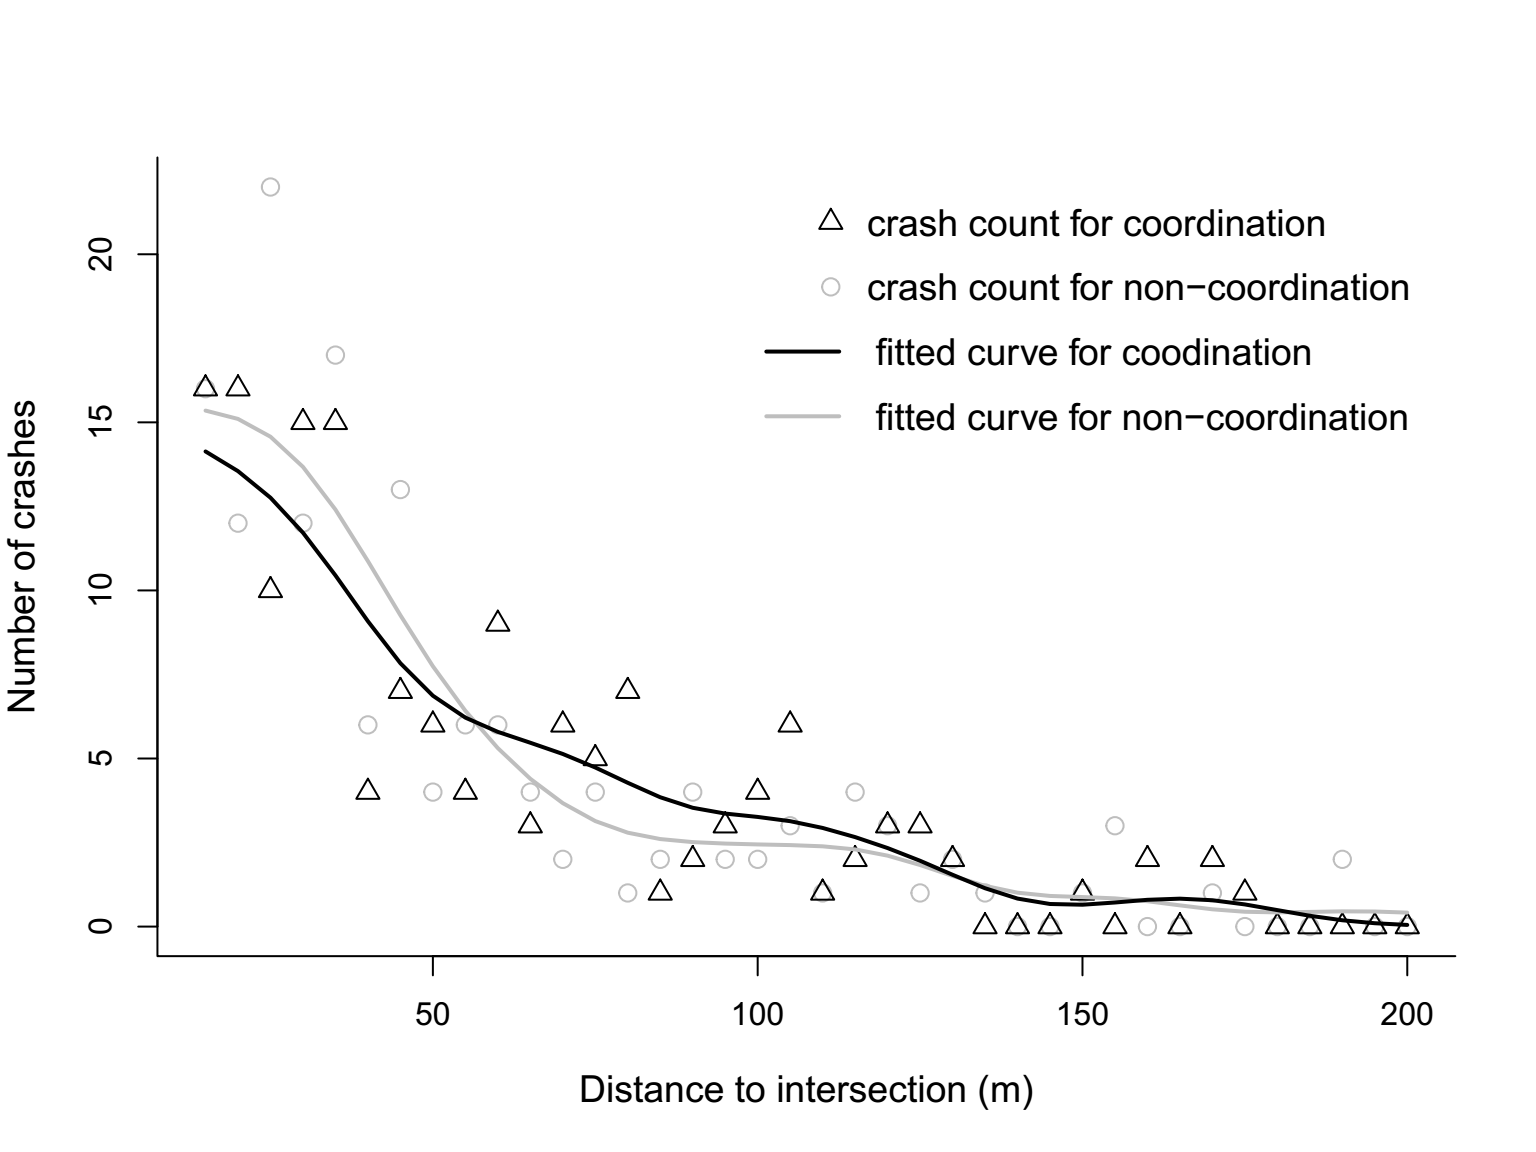 crash count for coordination
crash count for non−coordination
fitted curve for coodination
fitted curve for non−coordination
Number of crashes
20
15
10
5
0
50 100 150 200
Distance to intersection (m)